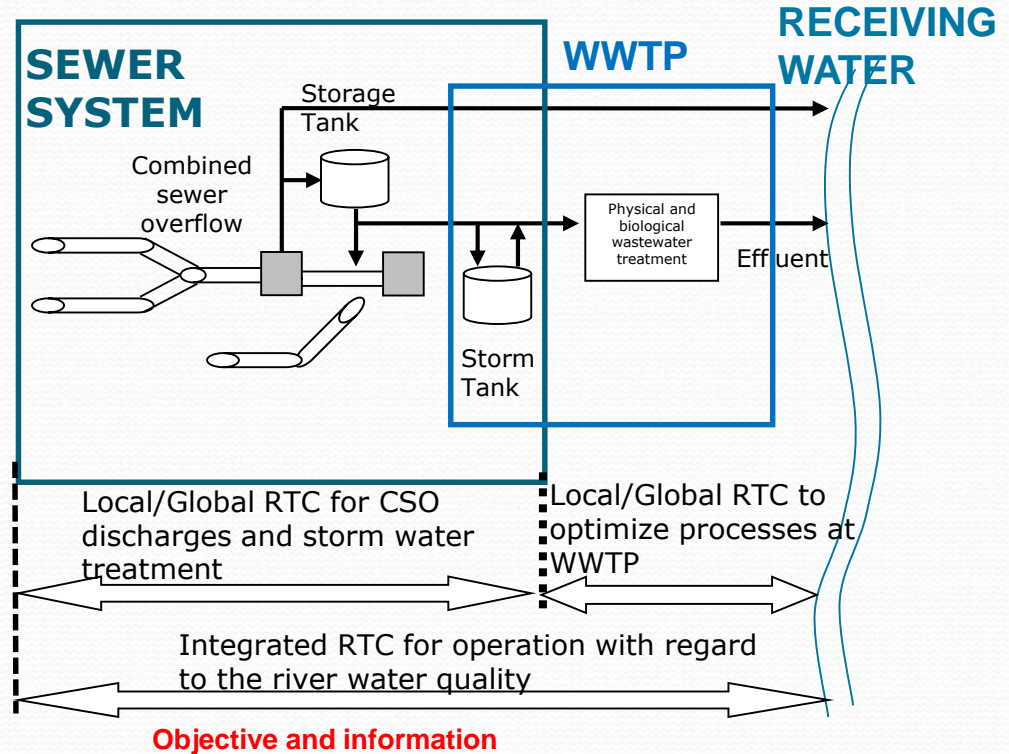 RECEIVING
WATER
SEWER
SYSTEM
WWTP
Storage
Tank
Combined
sewer
overflow
Physical and
biological
wastewater
treatment
Effluent
Storm
Tank
Local/Global RTC for CSO
discharges and storm water
treatment
Local/Global RTC to
optimize processes at
WWTP
Integrated RTC for operation with regard
to the river water quality
Objective and information